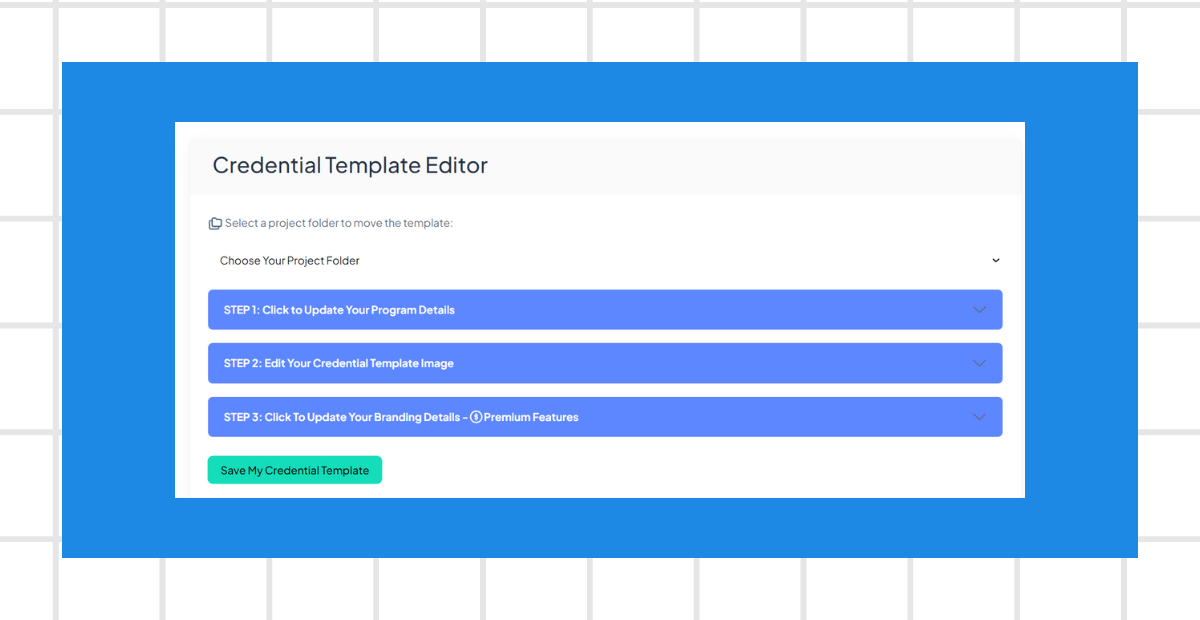 Credential Template Editor
Select a project folder to move the template:
Choose Your Project Folder
STEP 1: Click to Update Your Program Details
STEP 2: Edit Your Credential Template Image
STEP 3: Click To Update Your Branding Details - $ Premium Features
Save My Credential Template